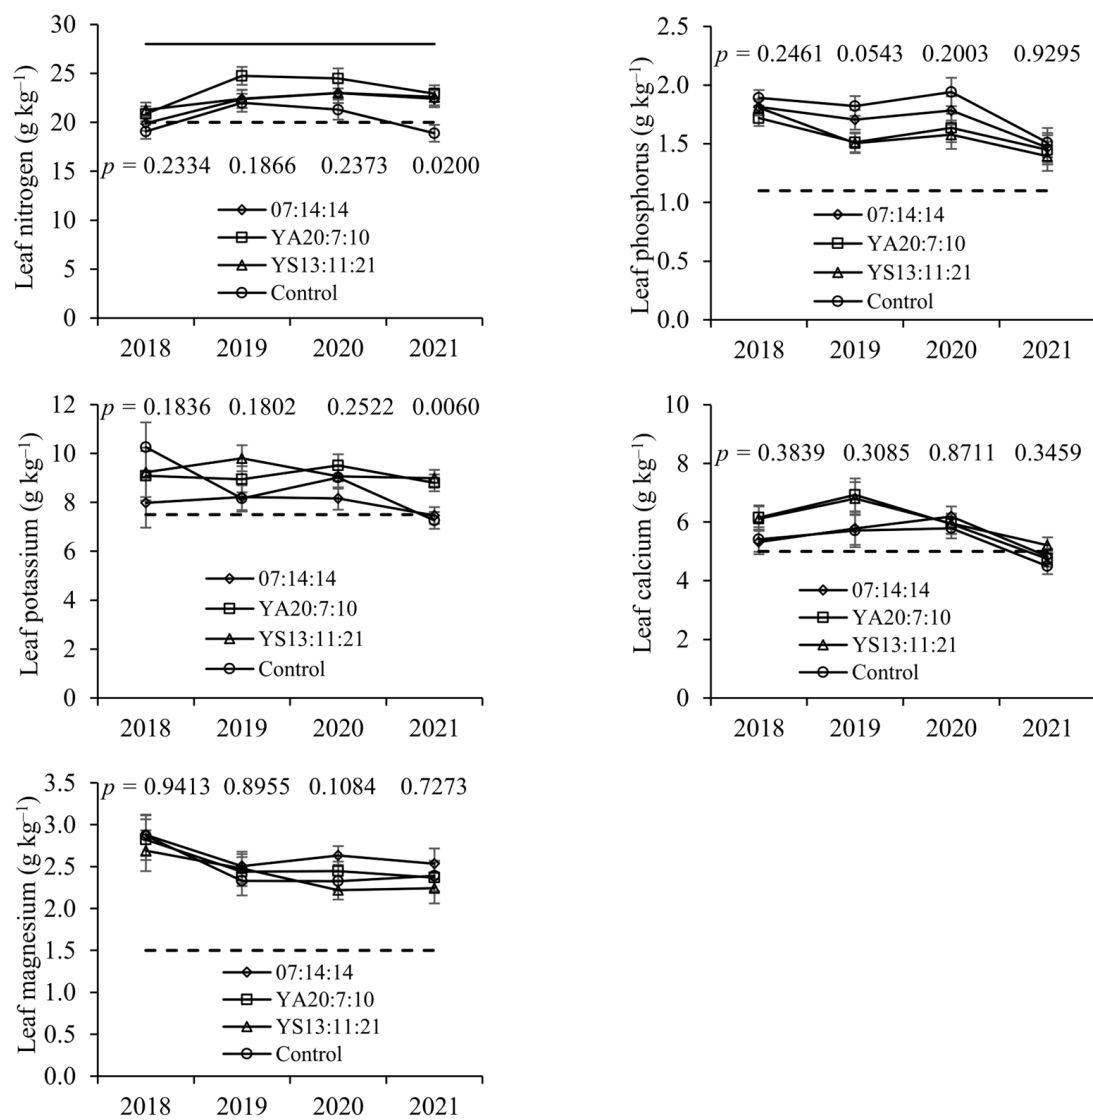 Leaf nitrogen (g kg⁻¹)
30
25
20
15
10
5
0
p = 0.2334 0.1866 0.2373 0.0200
07:14:14
YA20:7:10
YS13:11:21
Control
2018 2019 2020 2021
Leaf phosphorus (g kg⁻¹)
2.5
2.0
1.5
1.0
0.5
0.0
p = 0.2461 0.0543 0.2003 0.9295
07:14:14
YA20:7:10
YS13:11:21
Control
2018 2019 2020 2021
Leaf potassium (g kg⁻¹)
12
10
8
6
4
2
0
p = 0.1836 0.1802 0.2522 0.0060
07:14:14
YA20:7:10
YS13:11:21
Control
2018 2019 2020 2021
Leaf calcium (g kg⁻¹)
10
8
6
4
2
0
p = 0.3839 0.3085 0.8711 0.3459
07:14:14
YA20:7:10
YS13:11:21
Control
2018 2019 2020 2021
Leaf magnesium (g kg⁻¹)
3.5
3.0
2.5
2.0
1.5
1.0
0.5
0.0
p = 0.9413 0.8955 0.1084 0.7273
07:14:14
YA20:7:10
YS13:11:21
Control
2018 2019 2020 2021